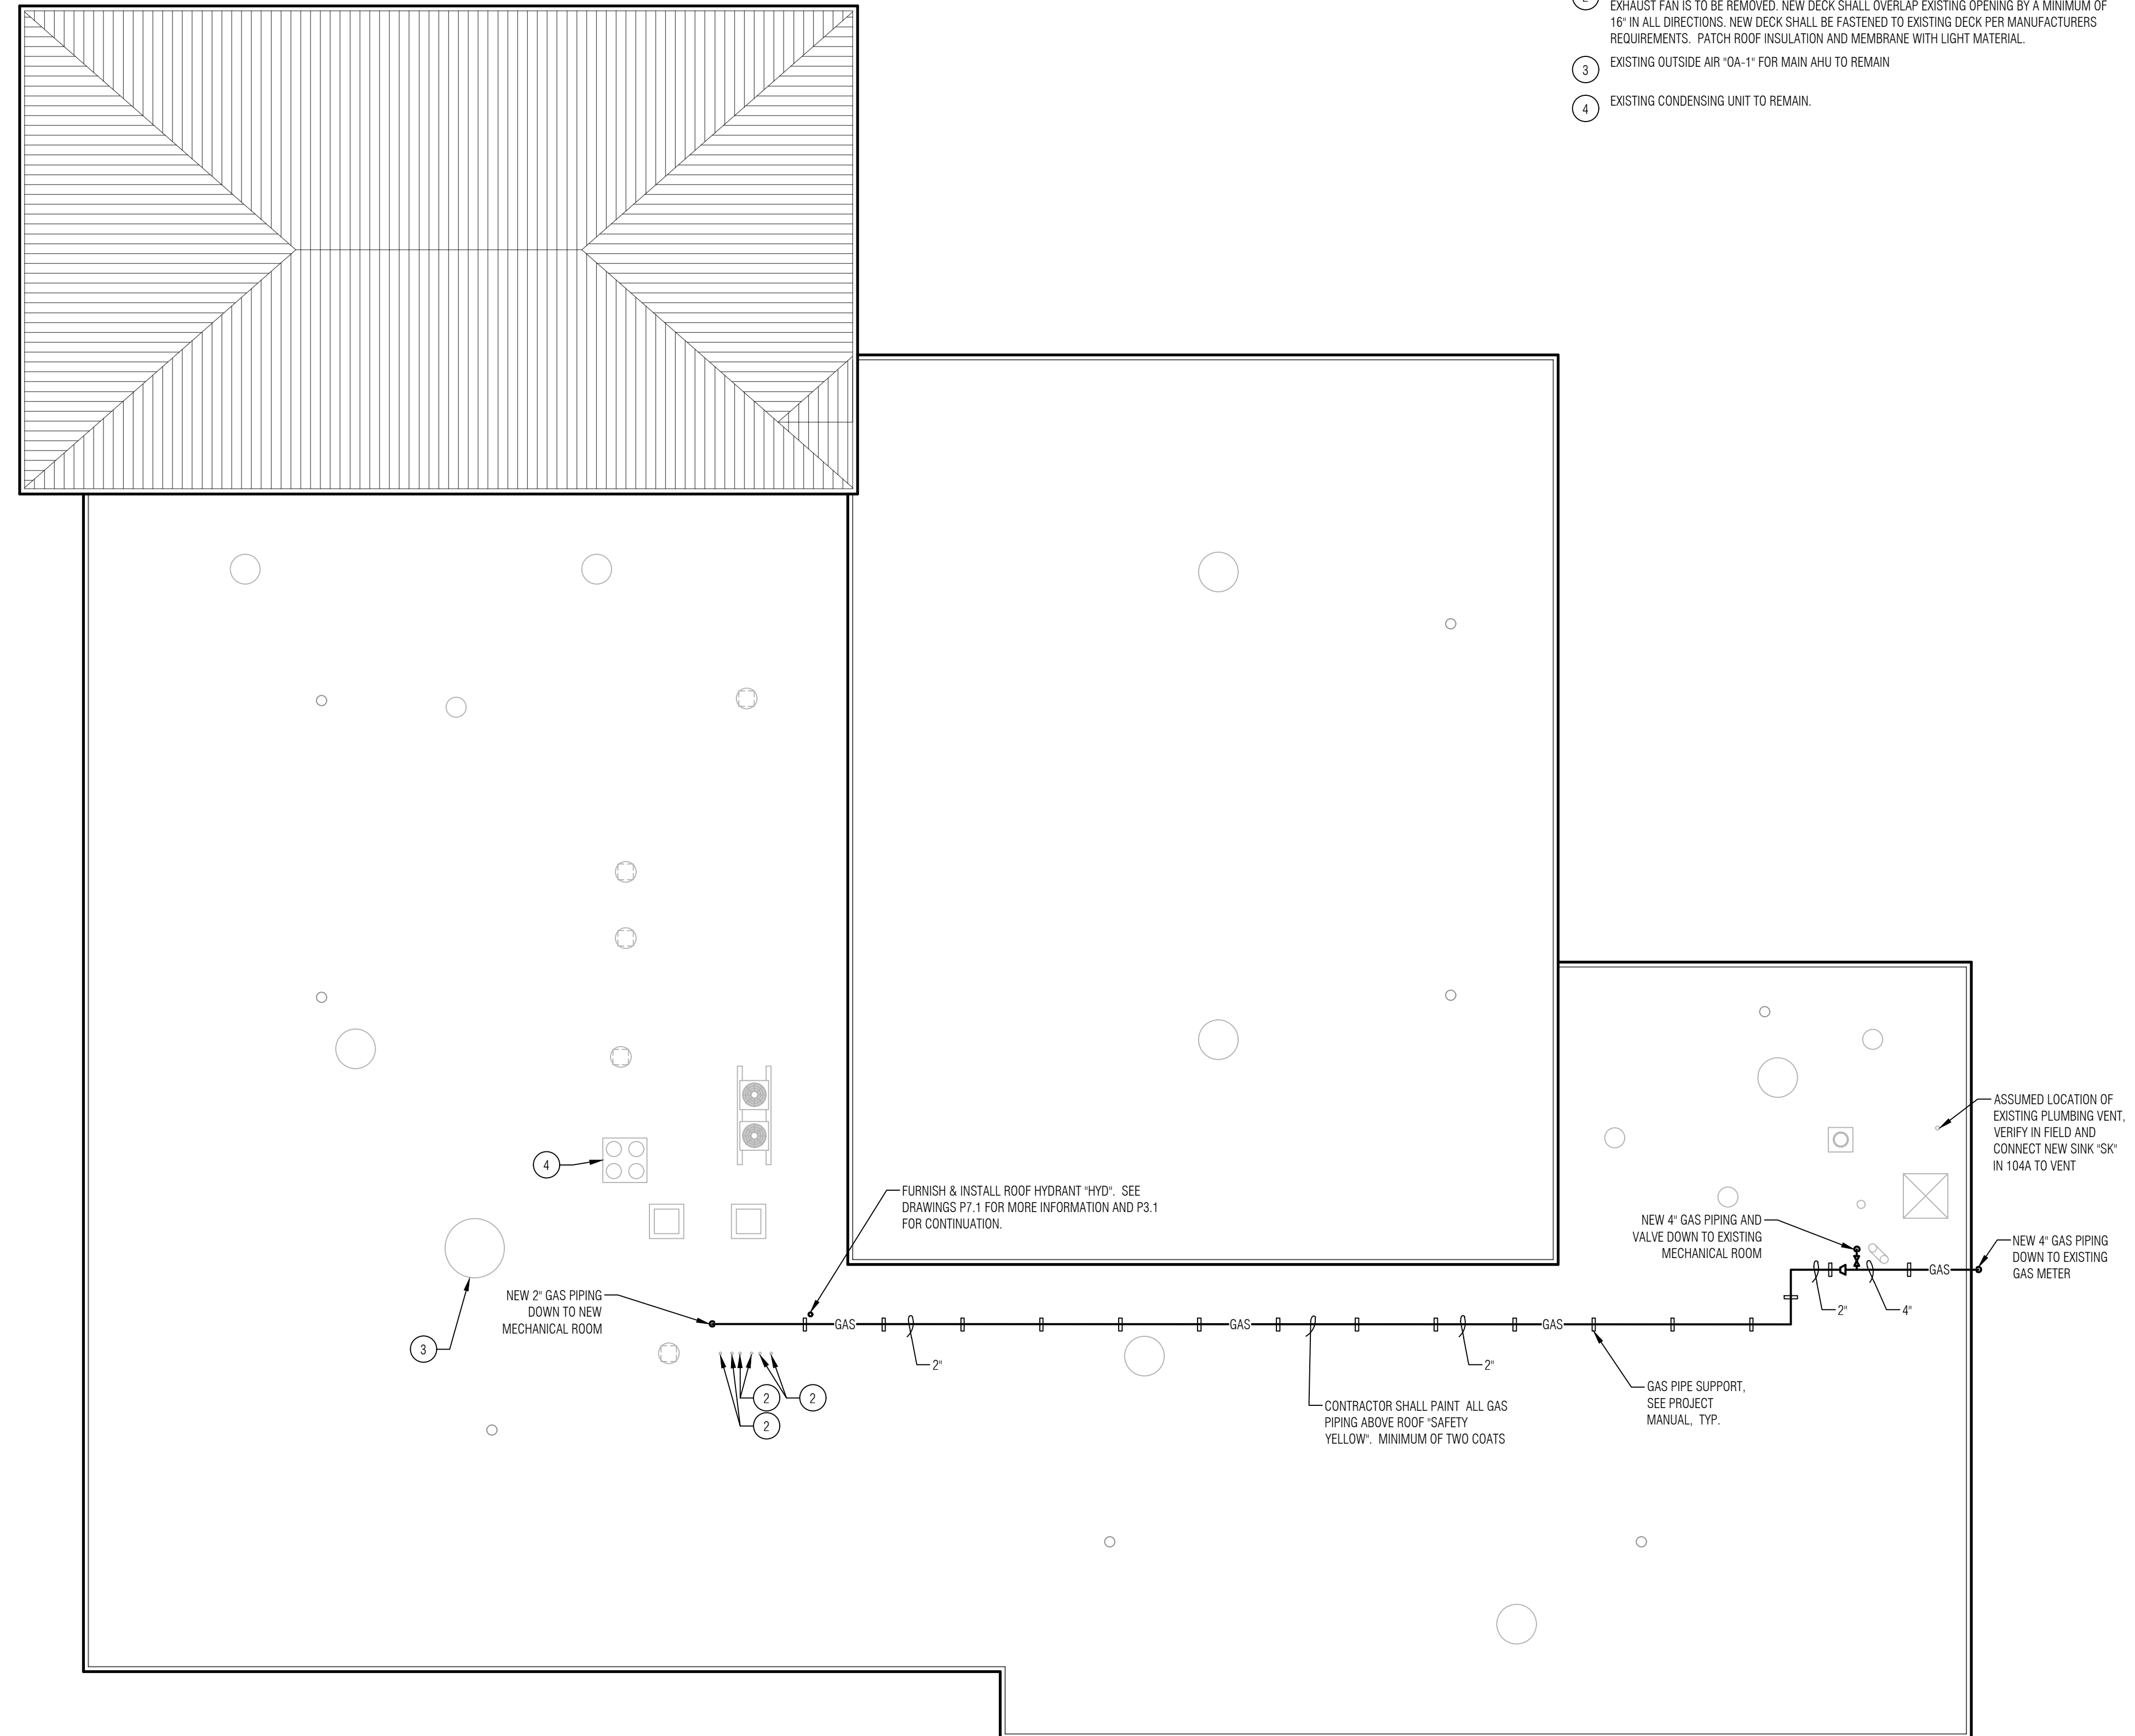 2
EXHAUST FAN IS TO BE REMOVED. NEW DECK SHALL OVERLAP EXISTING OPENING BY A MINIMUM OF
16" IN ALL DIRECTIONS. NEW DECK SHALL BE FASTENED TO EXISTING DECK PER MANUFACTURERS
REQUIREMENTS. PATCH ROOF INSULATION AND MEMBRANE WITH LIGHT MATERIAL.
3 EXISTING OUTSIDE AIR "OA-1" FOR MAIN AHU TO REMAIN
4 EXISTING CONDENSING UNIT TO REMAIN.
ASSUMED LOCATION OF
EXISTING PLUMBING VENT,
VERIFY IN FIELD AND
CONNECT NEW SINK "SK"
IN 104A TO VENT
4
FURNISH & INSTALL ROOF HYDRANT "HYD". SEE
DRAWINGS P7.1 FOR MORE INFORMATION AND P3.1
FOR CONTINUATION.
NEW 4" GAS PIPING AND
VALVE DOWN TO EXISTING
MECHANICAL ROOM
NEW 4" GAS PIPING
DOWN TO EXISTING
GAS METER
GAS
2"
4"
NEW 2" GAS PIPING
DOWN TO NEW
MECHANICAL ROOM
GAS
GAS
GAS
3
2"
2"
2
2
2
GAS PIPE SUPPORT,
SEE PROJECT
MANUAL, TYP.
CONTRACTOR SHALL PAINT ALL GAS
PIPING ABOVE ROOF "SAFETY
YELLOW". MINIMUM OF TWO COATS